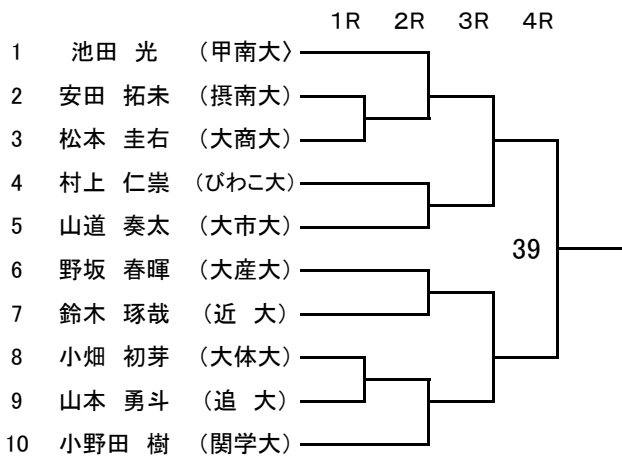 1R 2R 3R 4R
1 池田 光 (甲南大〉
2 安田 拓未 (摂南大)
3 松本 圭右 (大商大)
4 村上 仁崇 (びわこ大)
5 山道 奏太 (大市大)
6 野坂 春暉 (大産大)
39
7 鈴木 琢哉 (近 大)
8 小畑 初芽 (大体大)
9 山本 勇斗 (追 大)
10 小野田 樹 (関学大)